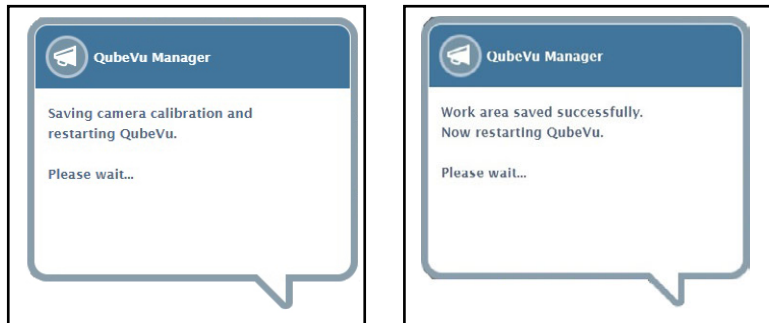 QubeVu Manager
Saving camera calibration and
restarting QubeVu.
Please wait...
QubeVu Manager
Work area saved successfully.
Now restarting QubeVu.
Please wait...